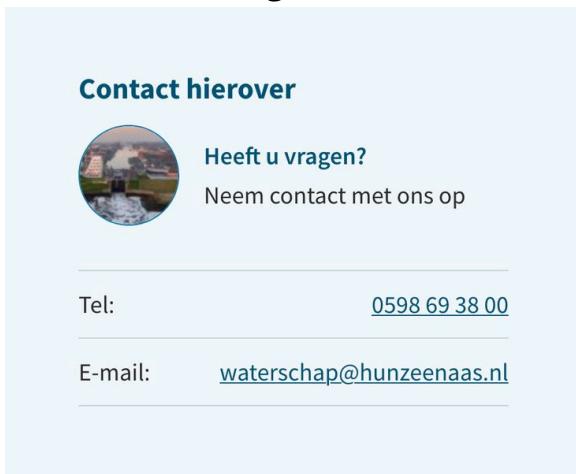 Contact hierover
Heeft u vragen?
Neem contact met ons op
Tel: 0598 69 38 00
E-mail: waterschap@hunzeenaas.nl